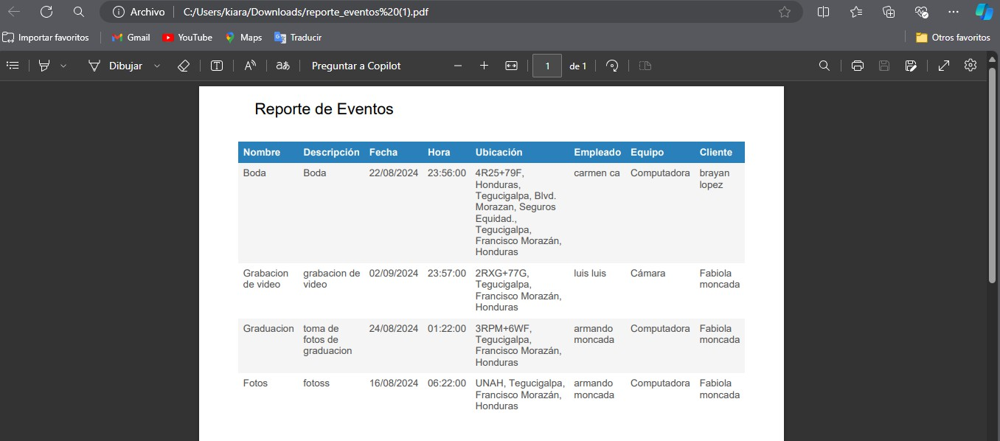 Archivo C:/Users/kiara/Downloads/reporte_eventos%20(1).pdf
Importar favoritos Gmail YouTube Maps Traducir Otros favoritos
Dibujar Preguntar a Copilot 1 de 1
Reporte de Eventos
Nombre Descripción Fecha Hora Ubicación Empleado Equipo Cliente
Boda Boda 22/08/2024 23:56:00 4R25+79F, carmen ca Computadora brayan
Honduras, lopez
Tegucigalpa, Blvd.
Morazan, Seguros
Equidad.,
Tegucigalpa,
Francisco Morazán,
Honduras
Grabacion grabacion de 02/09/2024 23:57:00 2RXG+77G, luis luis Cámara Fabiola
de video video Tegucigalpa, moncada
Francisco Morazán,
Honduras
Graduacion toma de 24/08/2024 01:22:00 3RPM+6WF, armando Computadora Fabiola
fotos de Tegucigalpa, moncada moncada
graduacion Francisco Morazán,
Honduras
Fotos fotoss 16/08/2024 06:22:00 UNAH, Tegucigalpa, armando Computadora Fabiola
Francisco Morazán, moncada moncada
Honduras